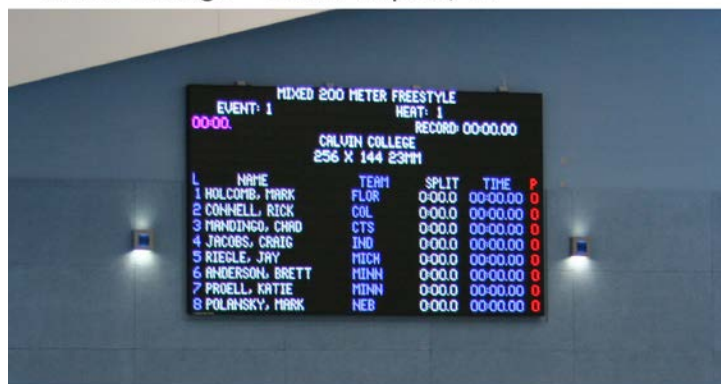 MIXED 200 METER FREESTYLE
EVENT: 1 HEAT: 1
00:00. RECORD: 00:00.00
CALVIN COLLEGE
256 X 144 23MM
L NAME TEAM SPLIT TIME P
1 HOLCOMB, MARK FLOR 0:00.0 00:00.00 0
2 CONNELL, RICK COL 0:00.0 00:00.00 0
3 MANDINGO, CHAD CTS 0:00.0 00:00.00 0
4 JACOBS, CRAIG IND 0:00.0 00:00.00 0
5 RIEGLE, JAY MICH 0:00.0 00:00.00 0
6 ANDERSON, BRETT MINN 0:00.0 00:00.00 0
7 PROELL, KATIE MINN 0:00.0 00:00.00 0
8 POLANSKY, MARK NEB 0:00.0 00:00.00 0